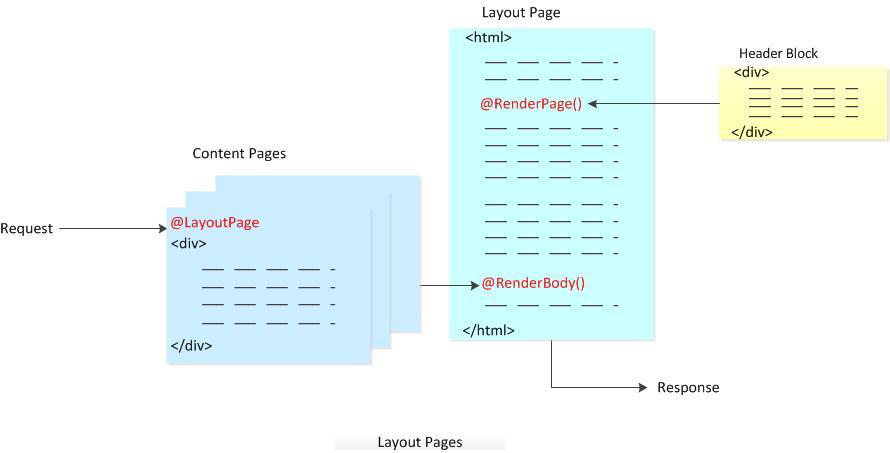 Layout Page
<html>
@RenderPage()
@RenderBody()
</html>
Header Block
<div>
</div>
Content Pages
Request
@LayoutPage
<div>
</div>
Response
Layout Pages